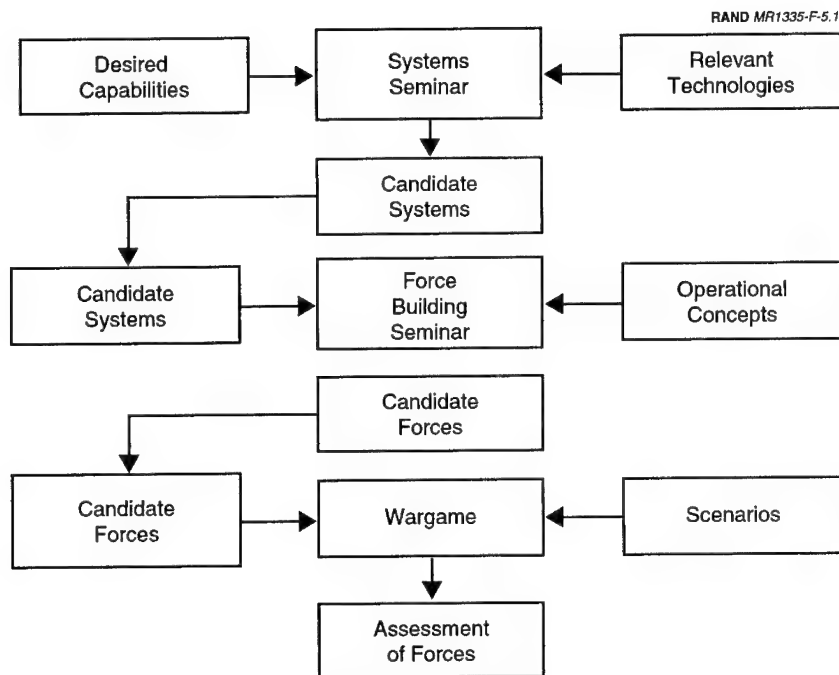 RAND MR1335-F-5.1
Desired
Capabilities
Systems
Seminar
Relevant
Technologies
Candidate
Systems
Candidate
Systems
Force
Building
Seminar
Operational
Concepts
Candidate
Forces
Candidate
Forces
Wargame
Scenarios
Assessment
of Forces